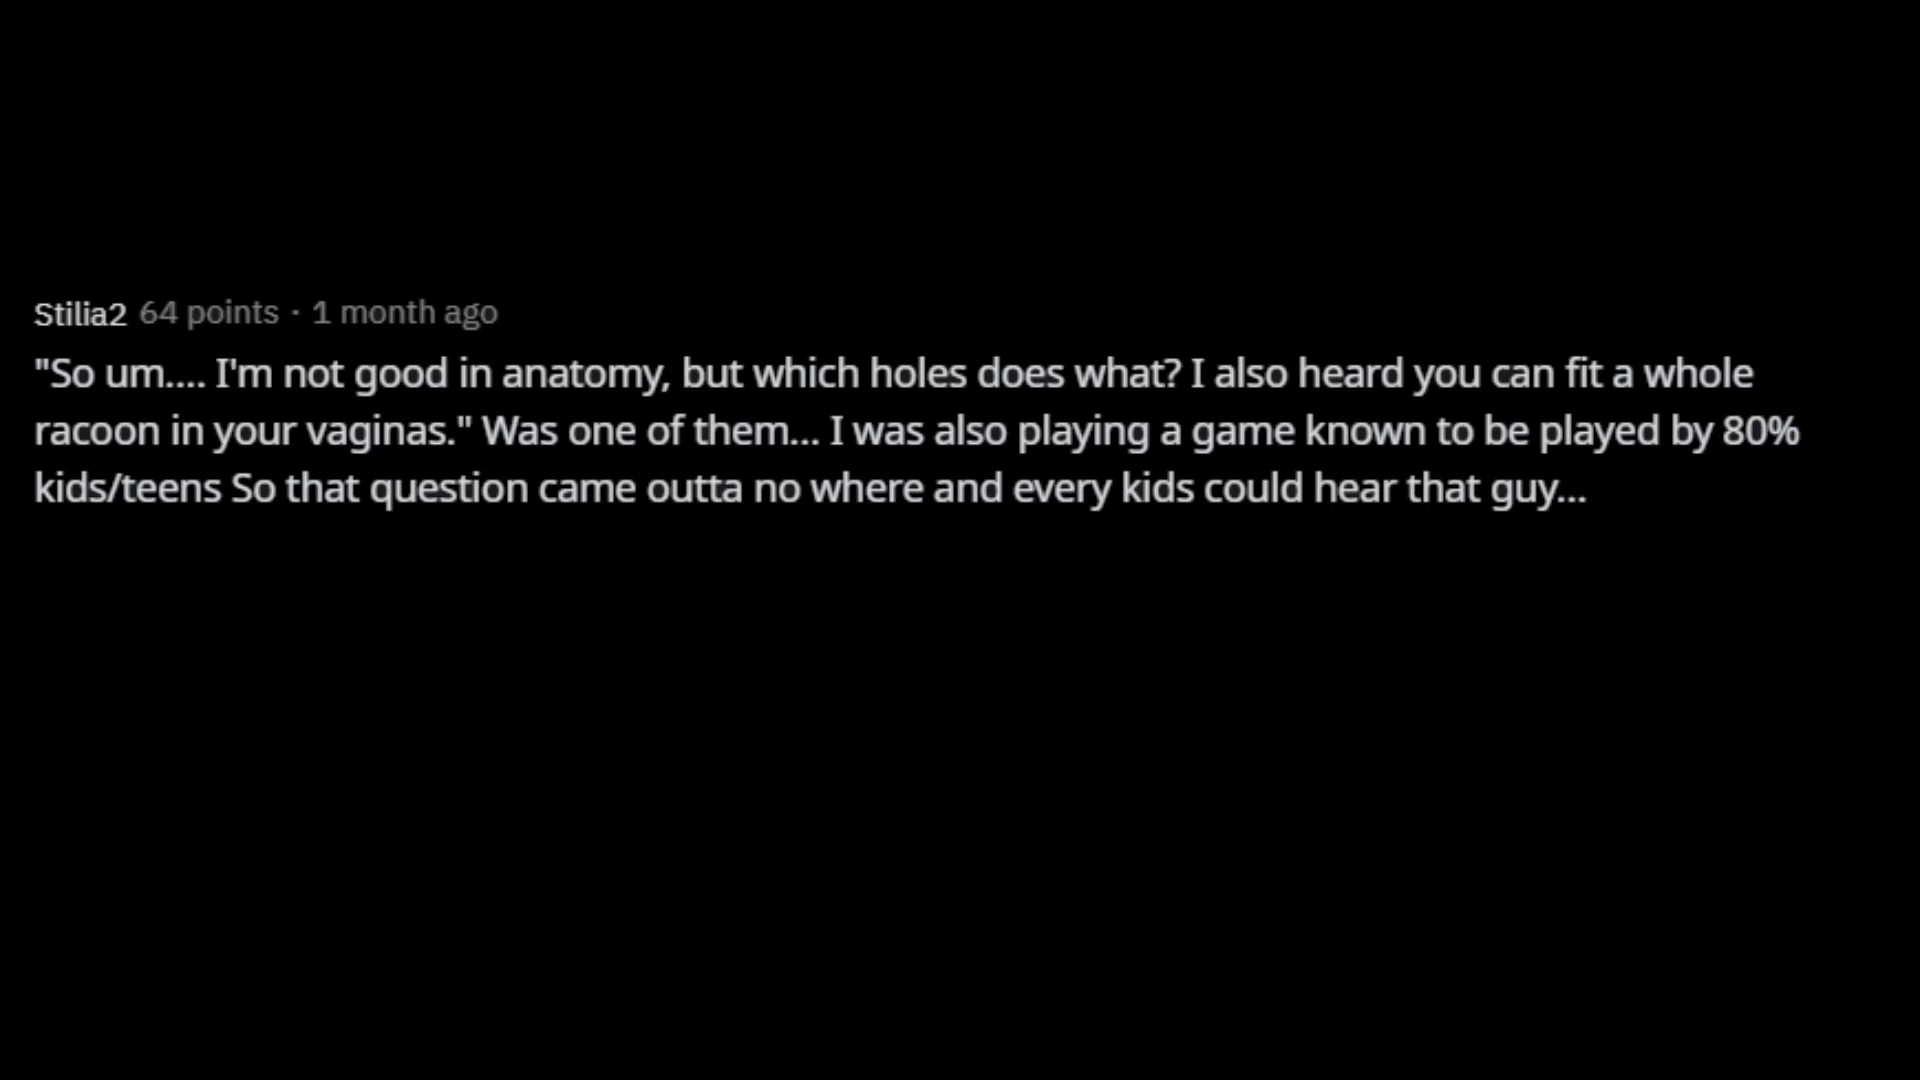 Stilia2 64 points · 1 month ago
"So um.... I'm not good in anatomy, but which holes does what? I also heard you can fit a whole
racoon in your vaginas." Was one of them... I was also playing a game known to be played by 80%
kids/teens So that question came outta no where and every kids could hear that guy...